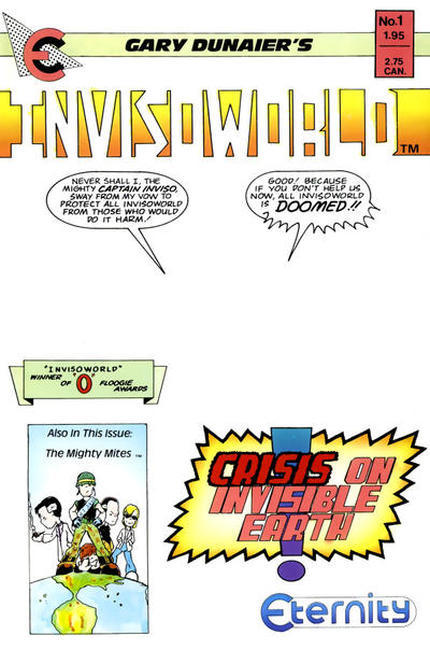 GARY DUNAIER'S
No. 1
1.95
2.75
CAN.
INVISOWORLD™
NEVER SHALL I, THE
MIGHTY CAPTAIN INVISO,
SWAY FROM MY VOW TO
PROTECT ALL INVISOWORLD
FROM THOSE WHO WOULD
DO IT HARM!
GOOD! BECAUSE
IF YOU DON'T HELP US
NOW, ALL INVISOWORLD
IS DOOMED!!
"INVISOWORLD"
WINNER OF "0" FLOOGIE
AWARDS
Also In This Issue:
The Mighty Mites ™
CRISIS ON
INVISIBLE
EARTH
Eternity